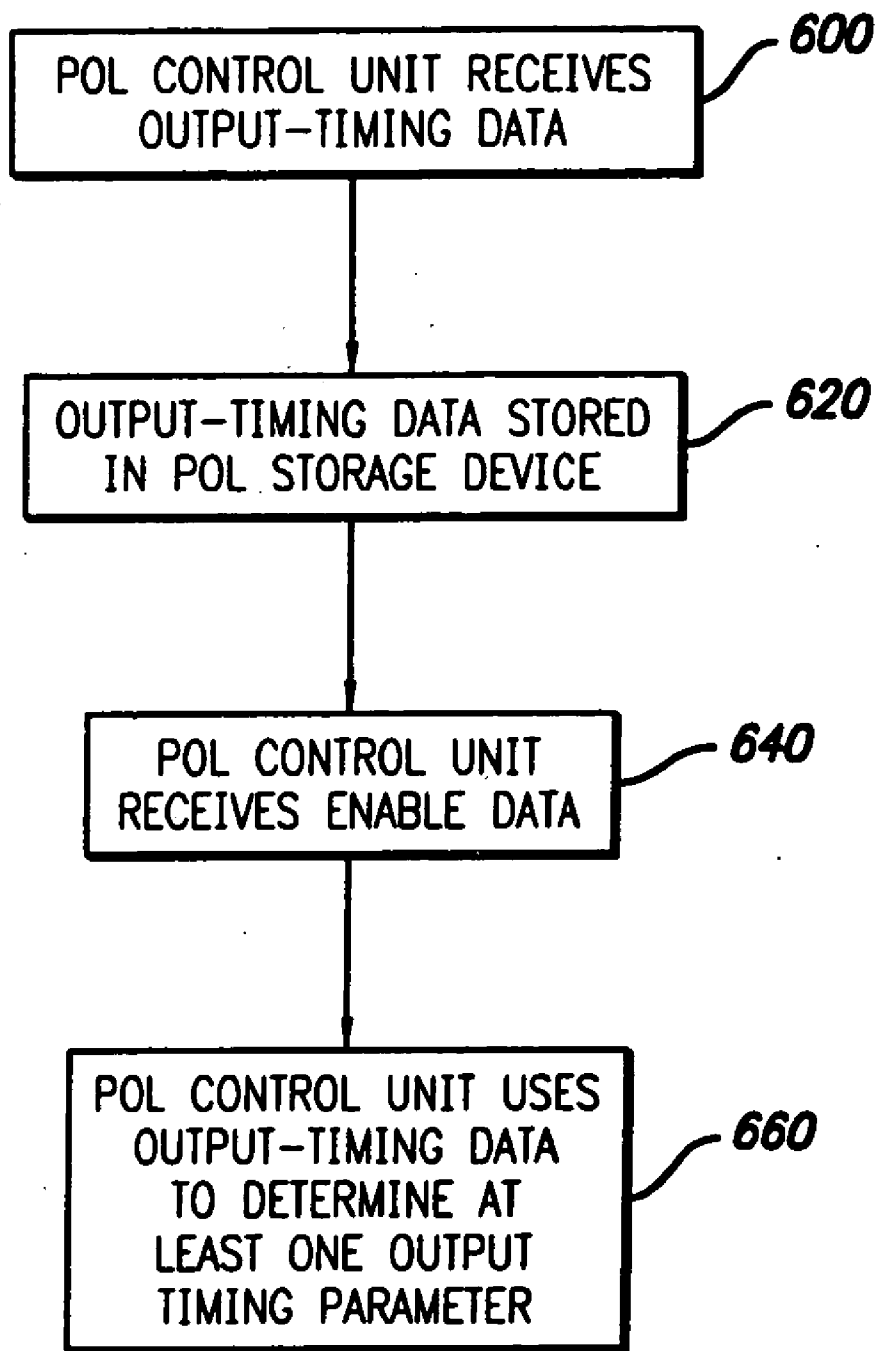 POL CONTROL UNIT RECEIVES
OUTPUT-TIMING DATA
600
OUTPUT-TIMING DATA STORED
IN POL STORAGE DEVICE
620
POL CONTROL UNIT
RECEIVES ENABLE DATA
640
POL CONTROL UNIT USES
OUTPUT-TIMING DATA
TO DETERMINE AT
LEAST ONE OUTPUT
TIMING PARAMETER
660